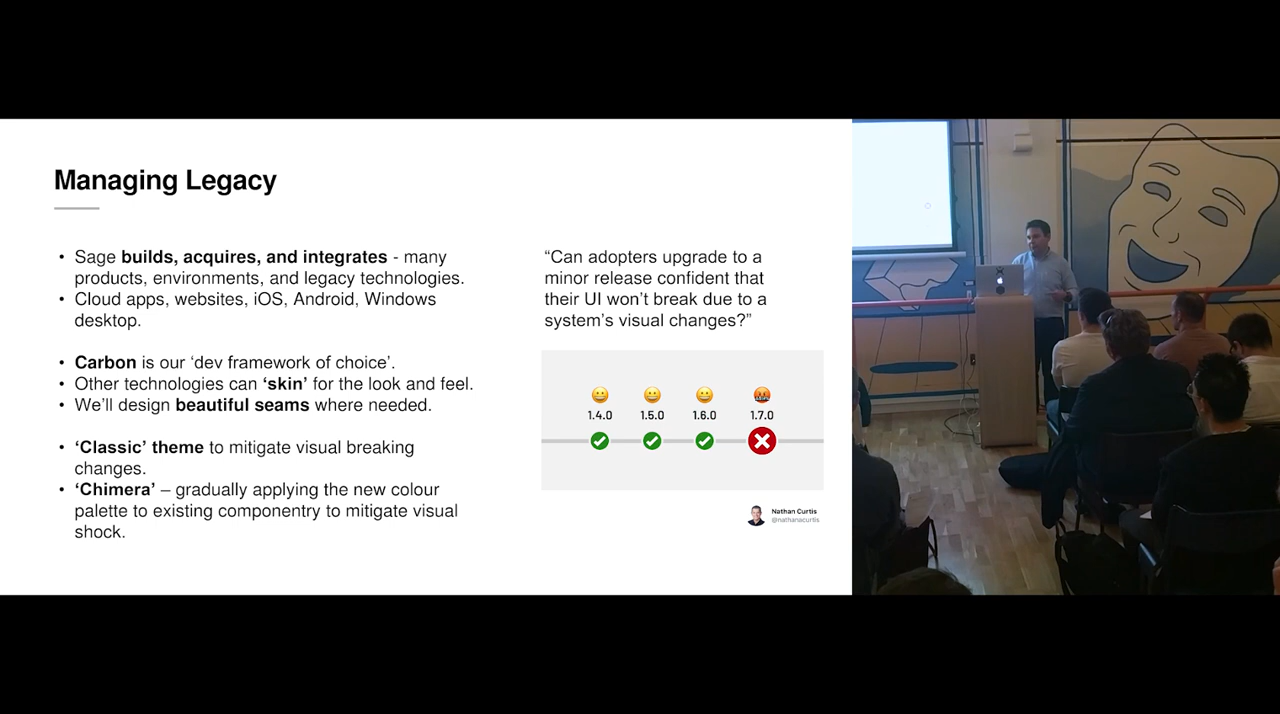 Managing Legacy
• Sage builds, acquires, and integrates - many
products, environments, and legacy technologies.
• Cloud apps, websites, iOS, Android, Windows
desktop.
• Carbon is our ‘dev framework of choice’.
• Other technologies can ‘skin’ for the look and feel.
• We’ll design beautiful seams where needed.
• ‘Classic’ theme to mitigate visual breaking
changes.
• ‘Chimera’ – gradually applying the new colour
palette to existing componentry to mitigate visual
shock.
“Can adopters upgrade to a
minor release confident that
their UI won’t break due to a
system’s visual changes?”
1.4.0 1.5.0 1.6.0 1.7.0
Nathan Curtis
@nathanacurtis